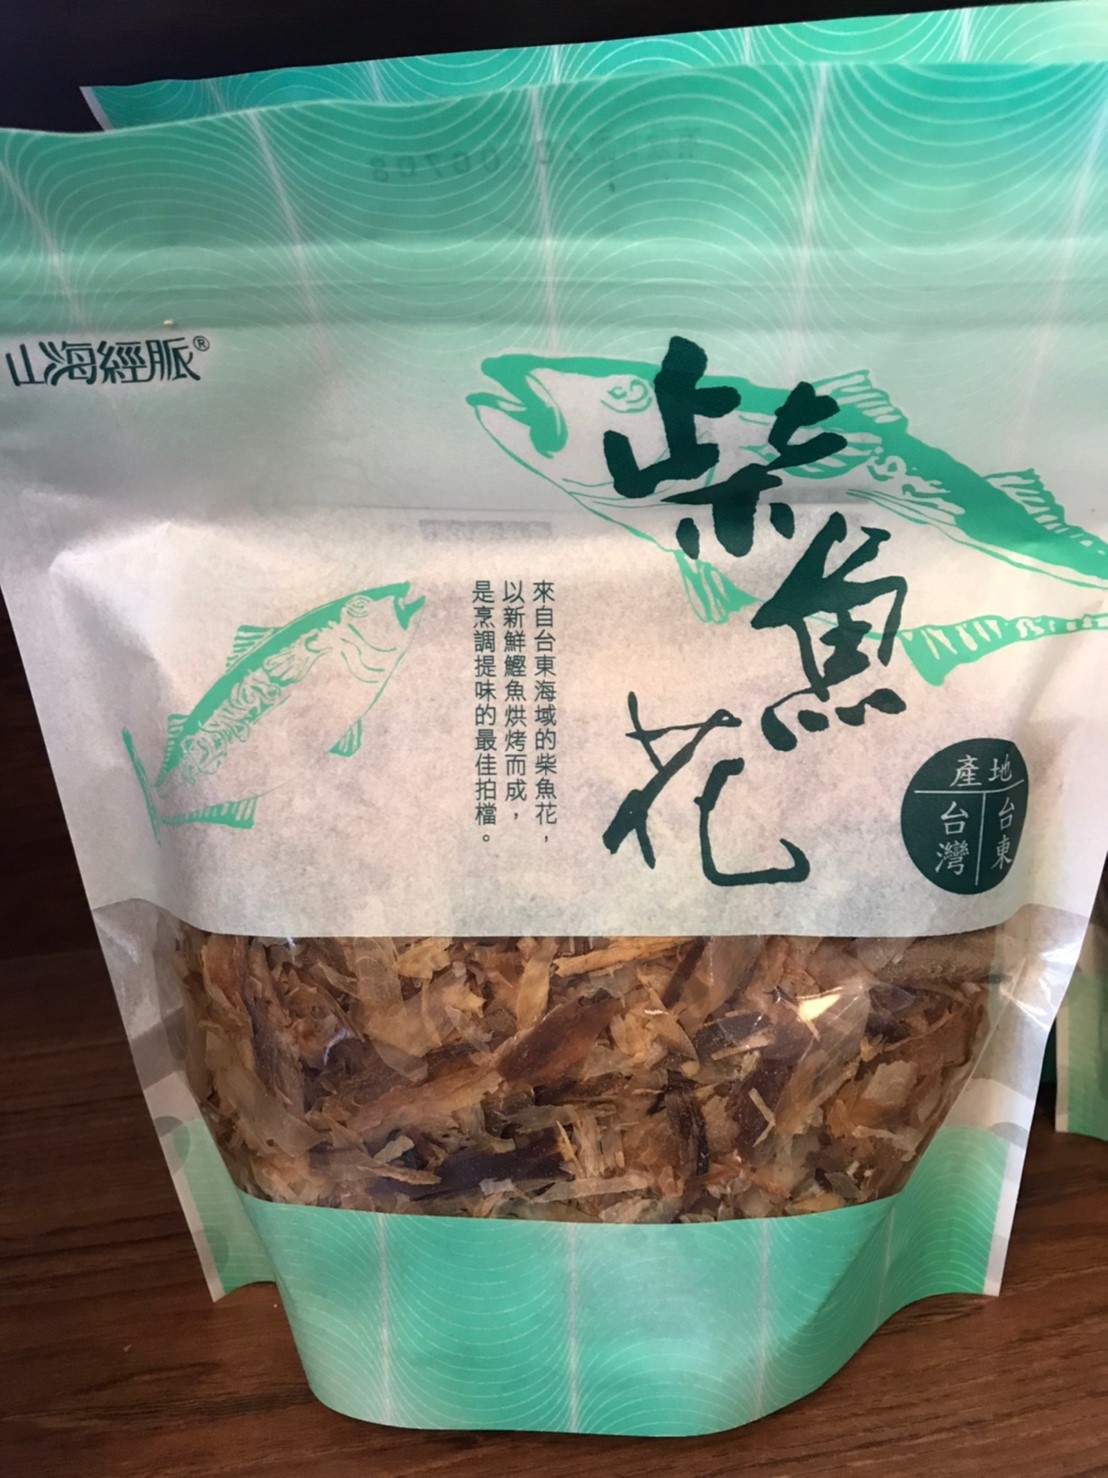 山海經脈®
柴魚花
來自台東海域的柴魚花，
以新鮮鰹魚烘烤而成，
是烹調提味的最佳拍檔。
產地
台東
台灣